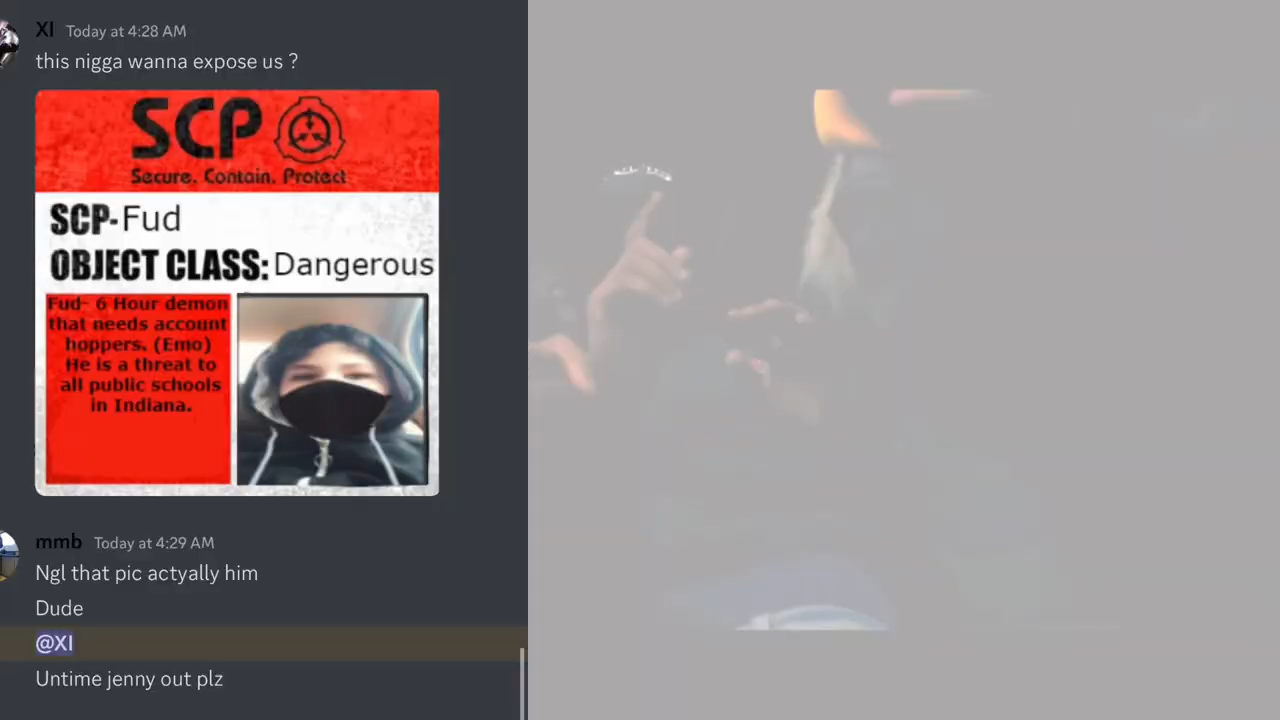 XI Today at 4:28 AM
this nigga wanna expose us ?
SCP
Secure. Contain. Protect
SCP-Fud
OBJECT CLASS: Dangerous
Fud- 6 Hour demon
that needs account
hoppers. (Emo)
He is a threat to
all public schools
in Indiana.
mmb Today at 4:29 AM
Ngl that pic actyally him
Dude
@XI
Untime jenny out plz